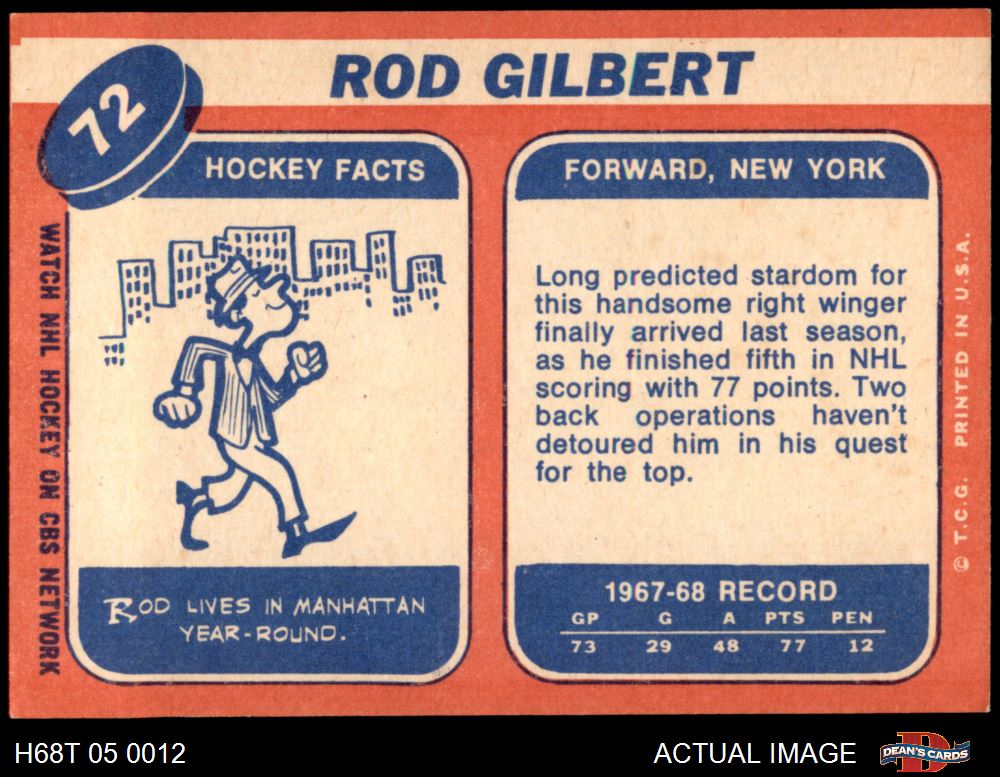 ROD GILBERT
72
HOCKEY FACTS
ROD LIVES IN MANHATTAN
YEAR-ROUND.
WATCH NHL HOCKEY ON CBS NETWORK
FORWARD, NEW YORK
Long predicted stardom for
this handsome right winger
finally arrived last season,
as he finished fifth in NHL
scoring with 77 points. Two
back operations haven't
detoured him in his quest
for the top.
1967-68 RECORD
GP G A PTS PEN
73 29 48 77 12
© T.C.G. PRINTED IN U.S.A.
H68T 05 0012
ACTUAL IMAGE
D
DEAN'S CARDS